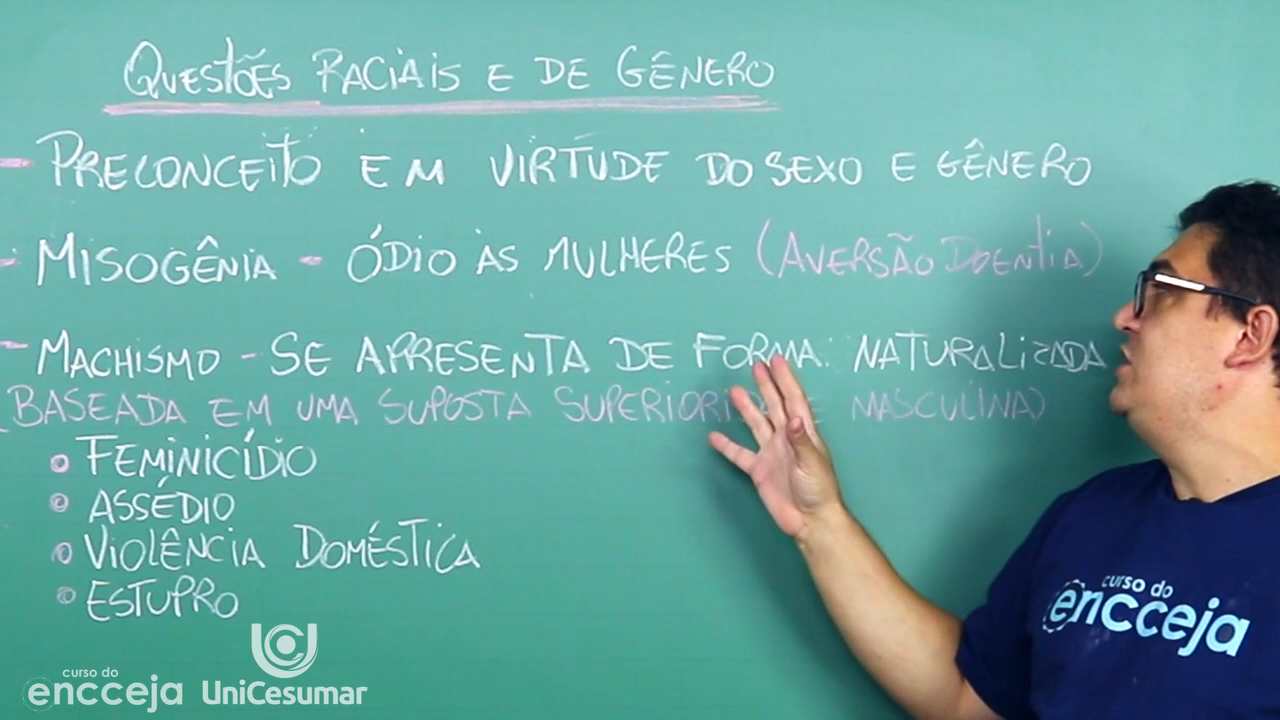 QUESTÕES RACIAIS E DE GÊNERO
- PRECONCEITO EM VIRTUDE DO SEXO E GÊNERO
- MISOGÊNIA - ÓDIO ÀS MULHERES (AVERSÃO DOENTIA)
- MACHISMO - SE APRESENTA DE FORMA NATURALIZADA
(BASEADA EM UMA SUPOSTA SUPERIORIDADE MASCULINA)
FEMINICÍDIO
ASSÉDIO
VIOLÊNCIA DOMÉSTICA
ESTUPRO
curso do
encceja
curso do
encceja UniCesumar